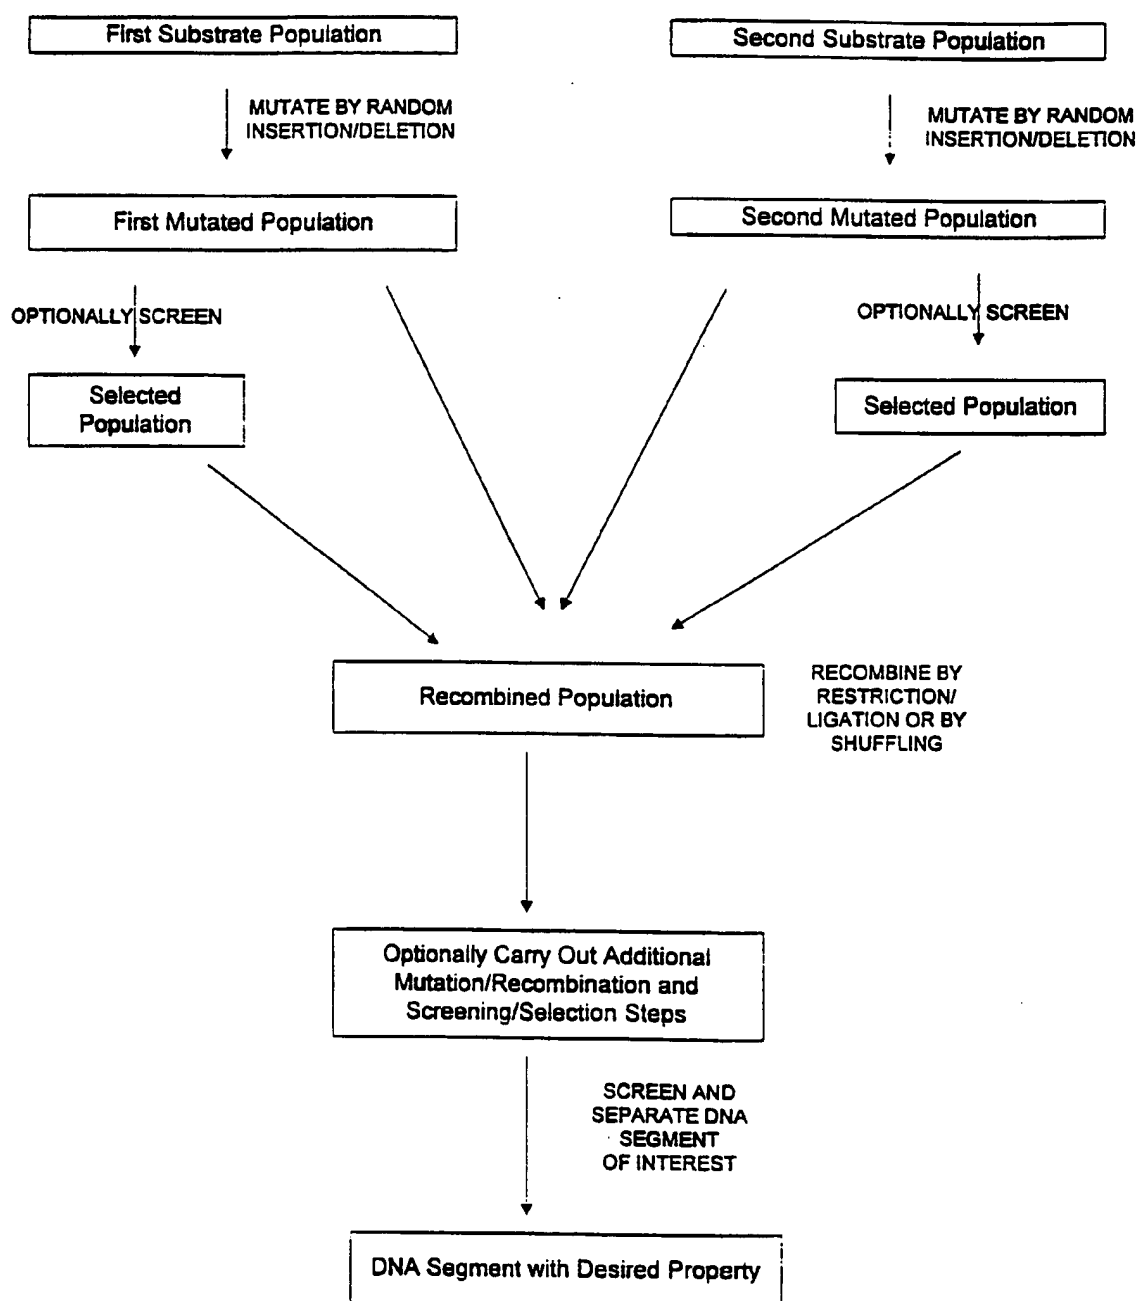 First Substrate Population
Second Substrate Population
MUTATE BY RANDOM
INSERTION/DELETION
MUTATE BY RANDOM
INSERTION/DELETION
First Mutated Population
Second Mutated Population
OPTIONALLY SCREEN
OPTIONALLY SCREEN
Selected
Population
Selected Population
Recombined Population
RECOMBINE BY
RESTRICTION/
LIGATION OR BY
SHUFFLING
Optionally Carry Out Additional
Mutation/Recombination and
Screening/Selection Steps
SCREEN AND
SEPARATE DNA
SEGMENT
OF INTEREST
DNA Segment with Desired Property